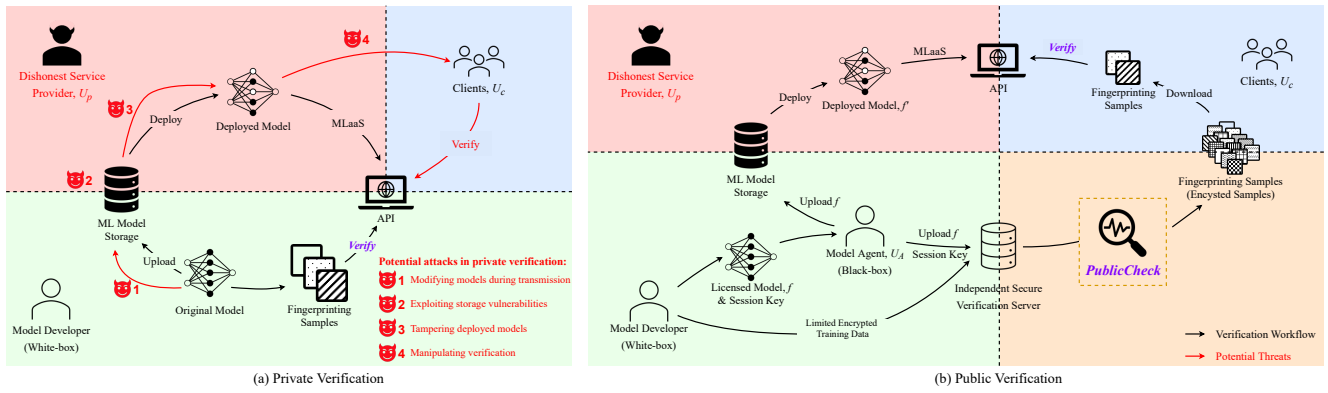 Dishonest Service
Provider, U_p
4
3
2
Deploy
Deployed Model
MLaaS
Clients, U_c
Verify
ML Model
Storage
API
Upload
Verify
1
Original Model
Fingerprinting
Samples
Model Developer
(White-box)
Potential attacks in private verification:
1 Modifying models during transmission
2 Exploiting storage vulnerabilities
3 Tampering deployed models
4 Manipulating verification
(a) Private Verification
Dishonest Service
Provider, U_p
MLaaS
Deploy
Deployed Model, f'
API
Verify
Fingerprinting
Samples
Clients, U_c
Download
ML Model
Storage
Fingerprinting Samples
(Encysted Samples)
Upload f
Model Agent, U_A
(Black-box)
Upload f
Session Key
Licensed Model, f
& Session Key
Independent Secure
Verification Server
PublicCheck
Model Developer
(White-box)
Limited Encrypted
Training Data
Verification Workflow
Potential Threats
(b) Public Verification